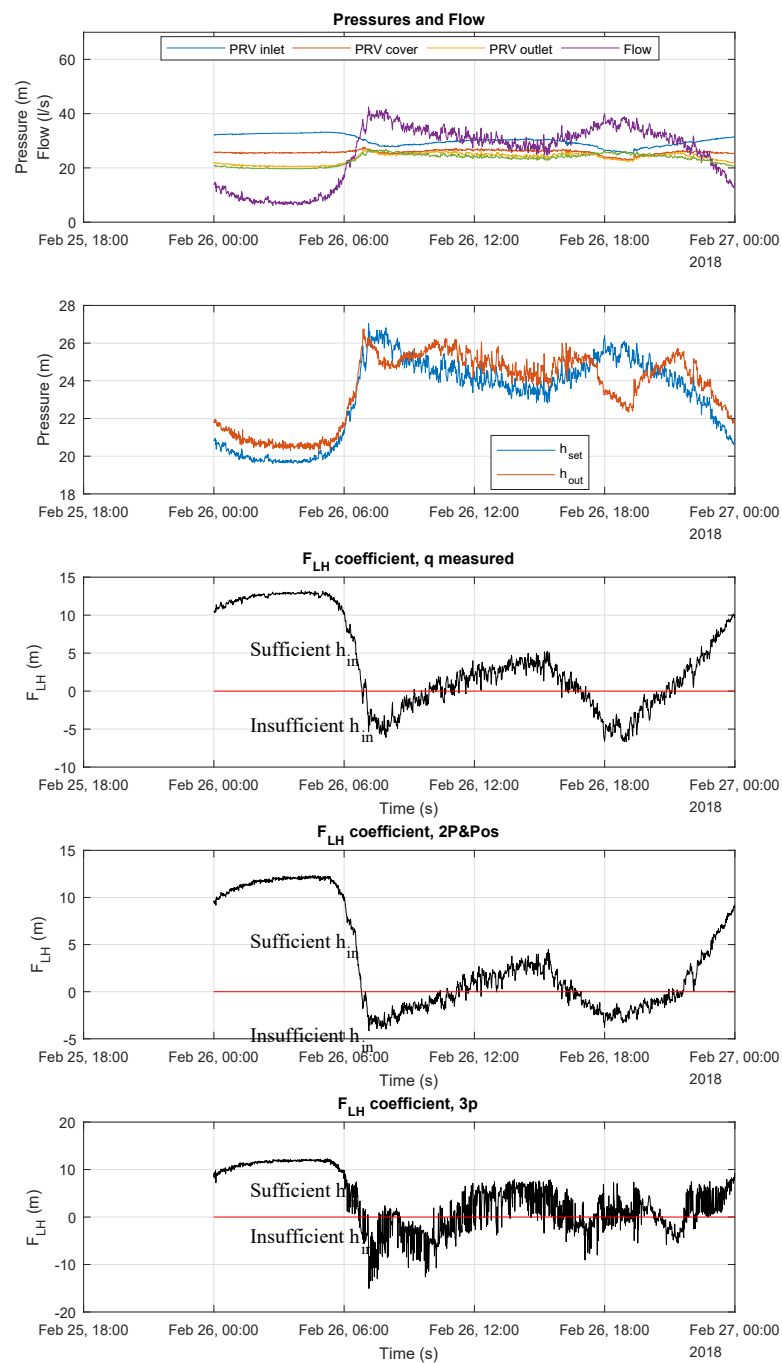 Pressures and Flow
PRV inlet PRV cover PRV outlet Flow
Pressure (m)
Flow (l/s)
60
40
20
0
Feb 25, 18:00 Feb 26, 00:00 Feb 26, 06:00 Feb 26, 12:00 Feb 26, 18:00 Feb 27, 00:00
2018
Pressure (m)
28
26
24
22
20
18
h_set
h_out
Feb 25, 18:00 Feb 26, 00:00 Feb 26, 06:00 Feb 26, 12:00 Feb 26, 18:00 Feb 27, 00:00
2018
F_LH coefficient, q measured
F_LH (m)
15
10
5
0
-5
-10
Sufficient h_in
Insufficient h_in
Feb 25, 18:00 Feb 26, 00:00 Feb 26, 06:00 Feb 26, 12:00 Feb 26, 18:00 Feb 27, 00:00
Time (s)
2018
F_LH coefficient, 2P&Pos
F_LH (m)
15
10
5
0
-5
Sufficient h_in
Insufficient h_in
Feb 25, 18:00 Feb 26, 00:00 Feb 26, 06:00 Feb 26, 12:00 Feb 26, 18:00 Feb 27, 00:00
Time (s)
2018
F_LH coefficient, 3p
F_LH (m)
20
10
0
-10
-20
Sufficient h
Insufficient h_in
Feb 25, 18:00 Feb 26, 00:00 Feb 26, 06:00 Feb 26, 12:00 Feb 26, 18:00 Feb 27, 00:00
Time (s)
2018